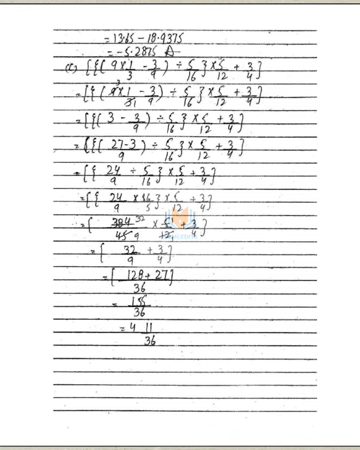 = 13.65 - 18.9375
= -5.2875 A
(c) [{(9 × 1/3 - 3/9) ÷ 5/16} × 5/12 + 3/4]
= [{(9 × 1/3 - 3/9) ÷ 5/16} × 5/12 + 3/4]
= [{(3 - 3/9) ÷ 5/16} × 5/12 + 3/4]
= [{(27-3/9) ÷ 5/16} × 5/12 + 3/4]
= [{24/9 ÷ 5/16} × 5/12 + 3/4]
= [{24/9 × 16/5} × 5/12 + 3/4]
= [384 32/45 9 × 5/12 + 3/4]
= [32/9 + 3/4]
= [128 + 27/36]
= 155/36
= 4 11/36